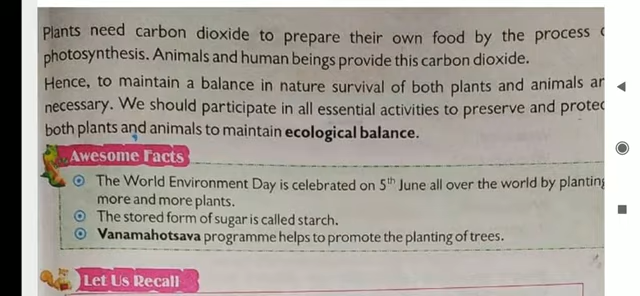 Plants need carbon dioxide to prepare their own food by the process
photosynthesis. Animals and human beings provide this carbon dioxide.
Hence, to maintain a balance in nature survival of both plants and animals ar
necessary. We should participate in all essential activities to preserve and protec
both plants and animals to maintain ecological balance.
Awesome Facts
The World Environment Day is celebrated on 5th June all over the world by planting
more and more plants.
The stored form of sugar is called starch.
Vanamahotsava programme helps to promote the planting of trees.
Let Us Recall